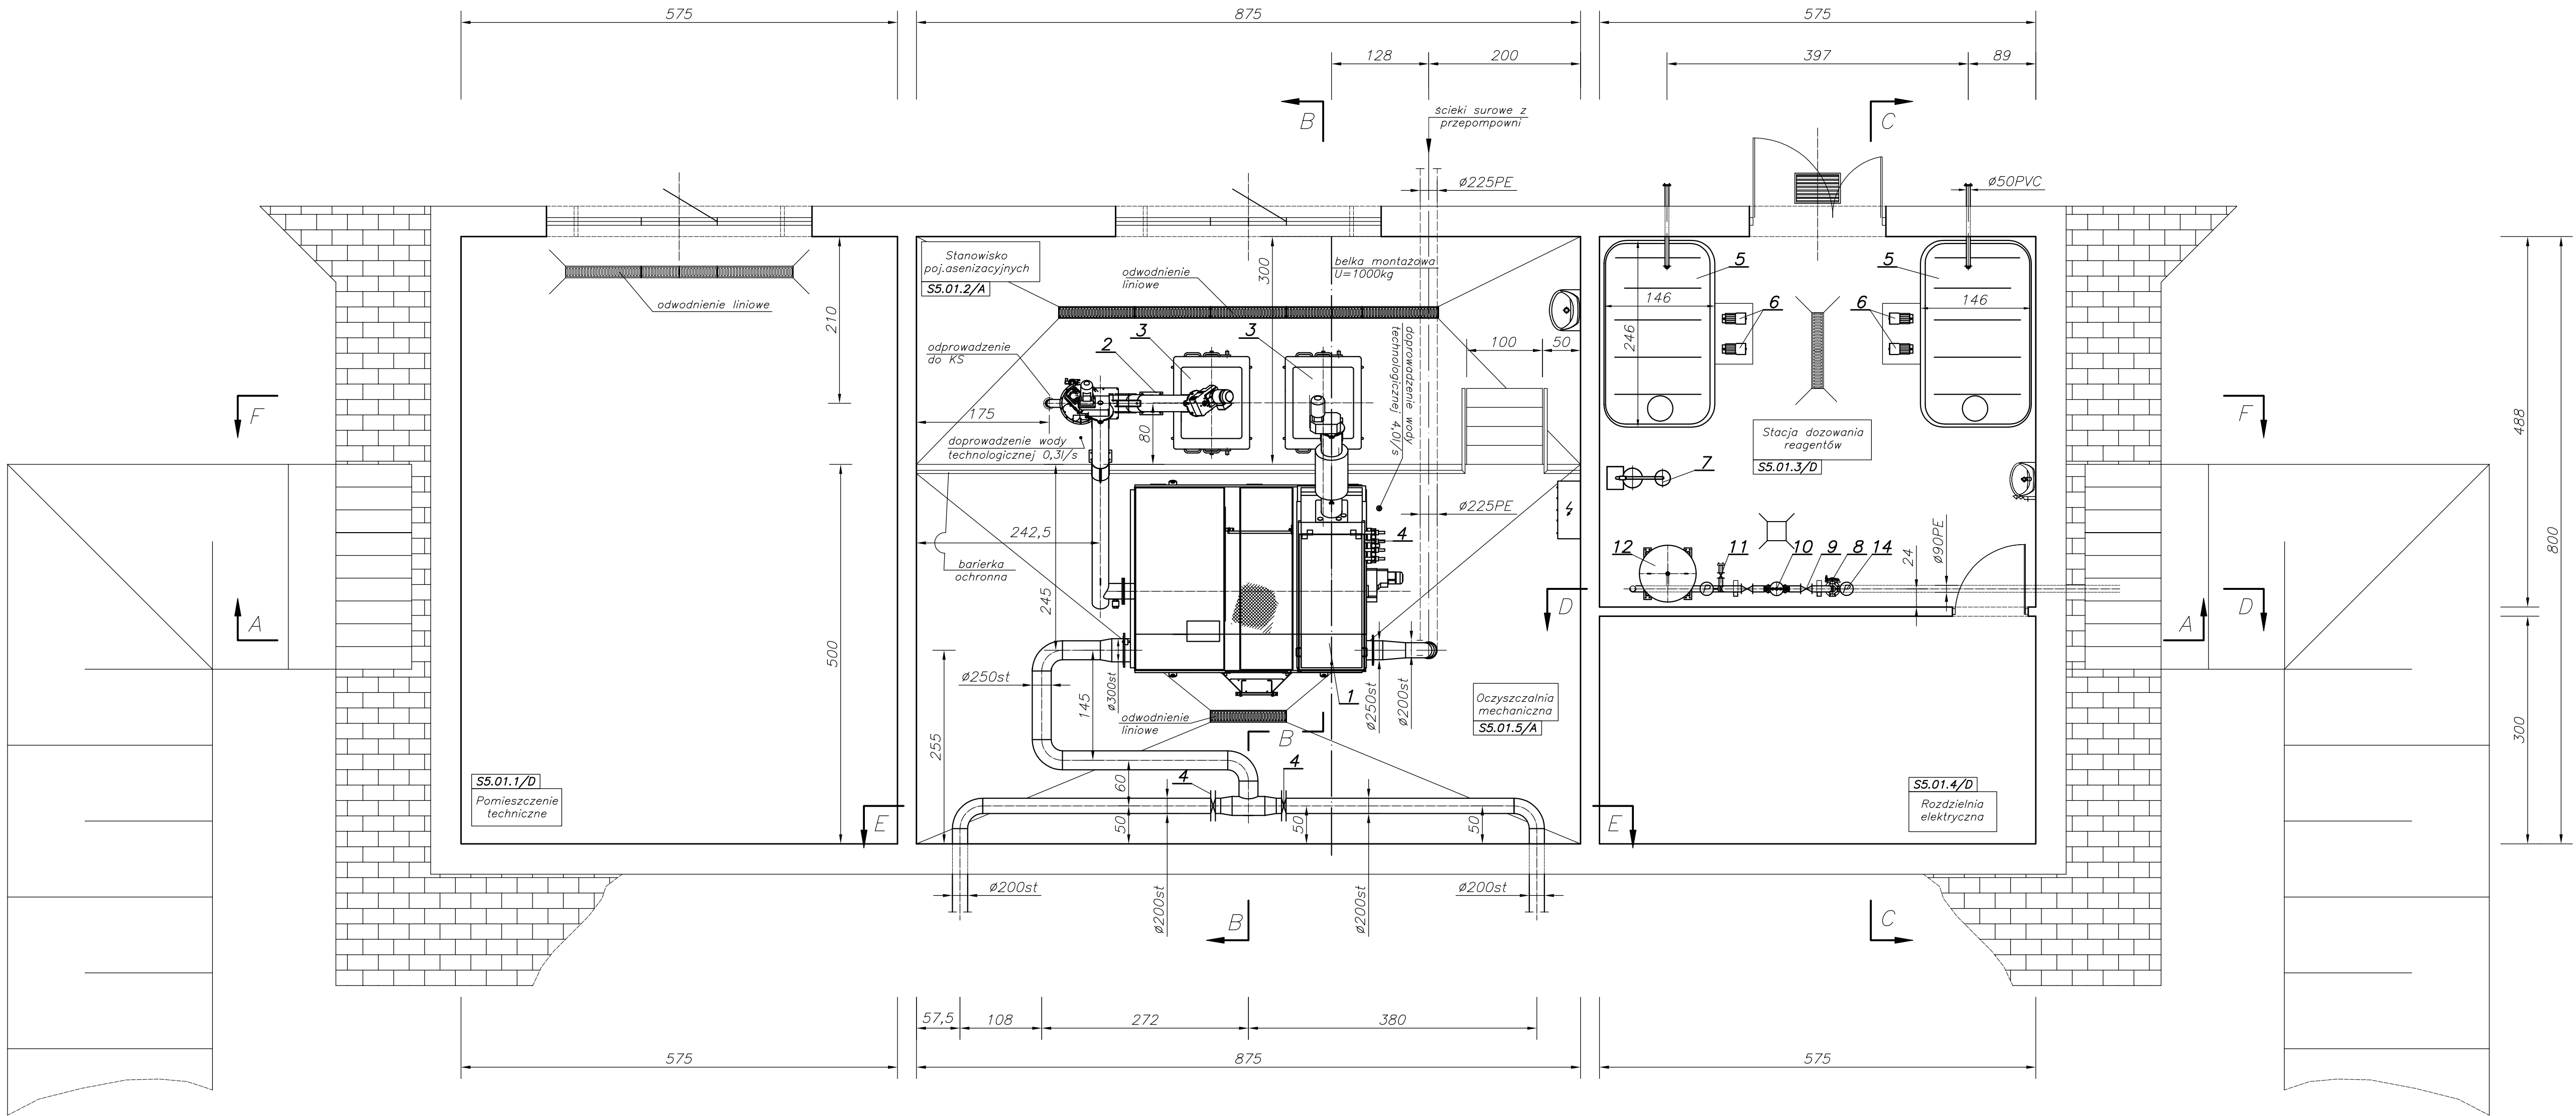 575
875
575
128
200
397
89
B
C
ścieki surowe z
przepompowni
ø225PE
ø50PVC
Stanowisko
poj.asenizacyjnych
S5.01.2/A
odwodnienie
liniowe
300
belka montażowa
U=1000kg
odwodnienie liniowe
210
5
5
146
146
246
6
6
488
800
odprowadzenie
do KS
2
3
3
doprowadzenie wody
technologicznej 4,0l/s
100
50
F
F
175
80
doprowadzenie wody
technologicznej 0,3l/s
Stacja dozowania
reagentów
S5.01.3/D
7
ø225PE
242,5
4
barierka
ochronna
245
12
11
10
9
8
14
P
P
24
ø90PE
A
D
A
D
500
ø250st
ø300st
145
1
ø250st
ø200st
Oczyszczalnia
mechaniczna
S5.01.5/A
odwodnienie
liniowe
B
255
300
S5.01.1/D
Pomieszczenie
techniczne
60
4
4
S5.01.4/D
Rozdzielnia
elektryczna
E
50
50
50
E
ø200st
ø200st
ø200st
ø200st
B
C
57,5
108
272
380
575
875
575